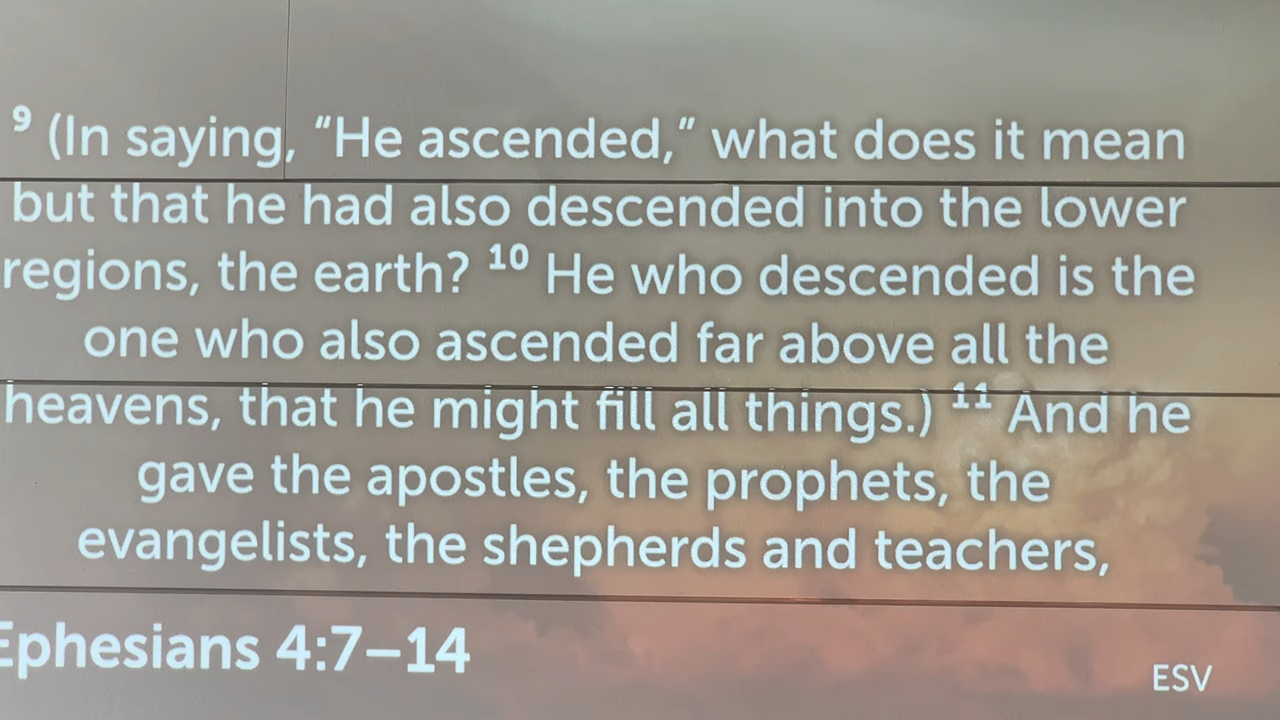 9 (In saying, “He ascended,” what does it mean
but that he had also descended into the lower
regions, the earth? 10 He who descended is the
one who also ascended far above all the
heavens, that he might fill all things.) 11 And he
gave the apostles, the prophets, the
evangelists, the shepherds and teachers,
Ephesians 4:7–14
ESV